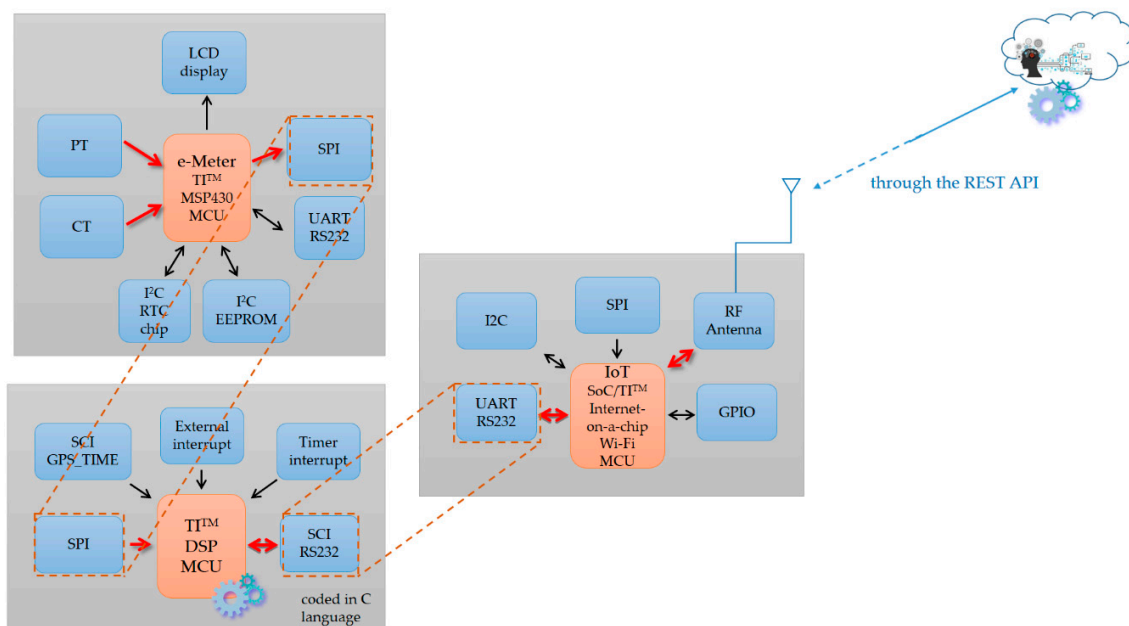 LCD
display
PT
e-Meter
TI™
MSP430
MCU
SPI
CT
UART
RS232
I²C
RTC
chip
I²C
EEPROM
through the REST API
SPI
I2C
RF
Antenna
IoT
SoC/TI™
Internet-
on-a-chip
Wi-Fi
MCU
UART
RS232
GPIO
SCI
GPS_TIME
External
interrupt
Timer
interrupt
SPI
TI™
DSP
MCU
SCI
RS232
coded in C
language